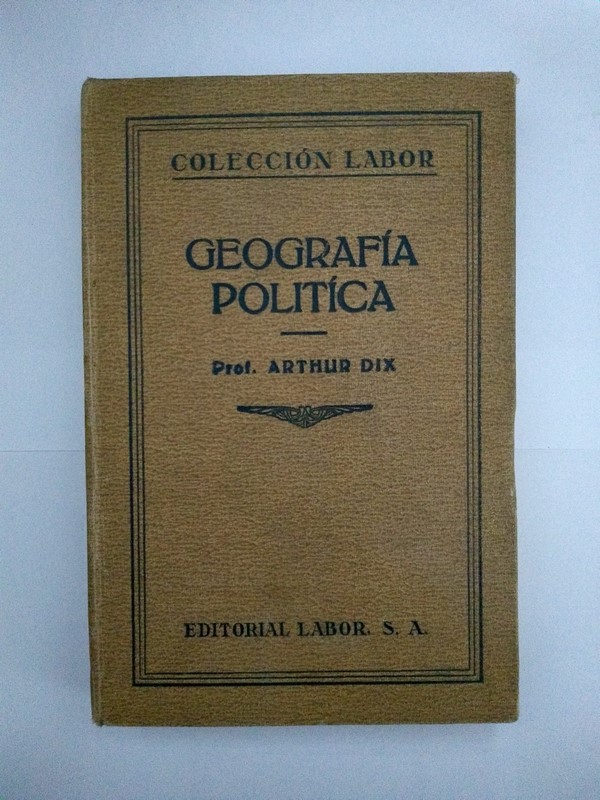 COLECCIÓN LABOR
GEOGRAFÍA
POLITÍCA
Prof. ARTHUR DIX
EDITORIAL LABOR. S. A.